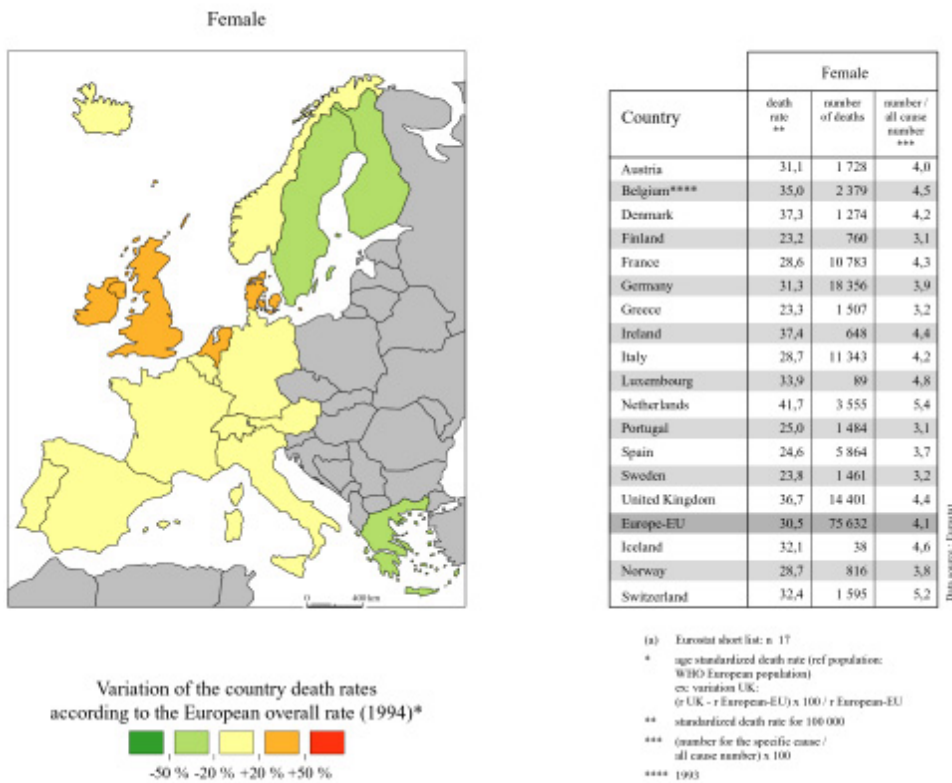 Female
0 400 km
Variation of the country death rates
according to the European overall rate (1994)*
-50 % -20 % +20 % +50 %
Female
Country
death rate **
number of deaths
number / all cause number ***
Austria 31,1 1 728 4,0
Belgium**** 35,0 2 379 4,5
Denmark 37,3 1 274 4,2
Finland 23,2 760 3,1
France 28,6 10 783 4,3
Germany 31,3 18 356 3,9
Greece 23,3 1 507 3,2
Ireland 37,4 648 4,4
Italy 28,7 11 343 4,2
Luxembourg 33,9 89 4,8
Netherlands 41,7 3 555 5,4
Portugal 25,0 1 484 3,1
Spain 24,6 5 864 3,7
Sweden 23,8 1 461 3,2
United Kingdom 36,7 14 401 4,4
Europe-EU 30,5 75 632 4,1
Iceland 32,1 38 4,6
Norway 28,7 816 3,8
Switzerland 32,4 1 595 5,2
Data source : Eurostat
(a) Eurostat short list: n 17
* age standardized death rate (ref population:
WHO European population)
ex: variation UK:
(r UK - r European-EU) x 100 / r European-EU
** standardized death rate for 100 000
*** (number for the specific cause /
all cause number) x 100
**** 1993